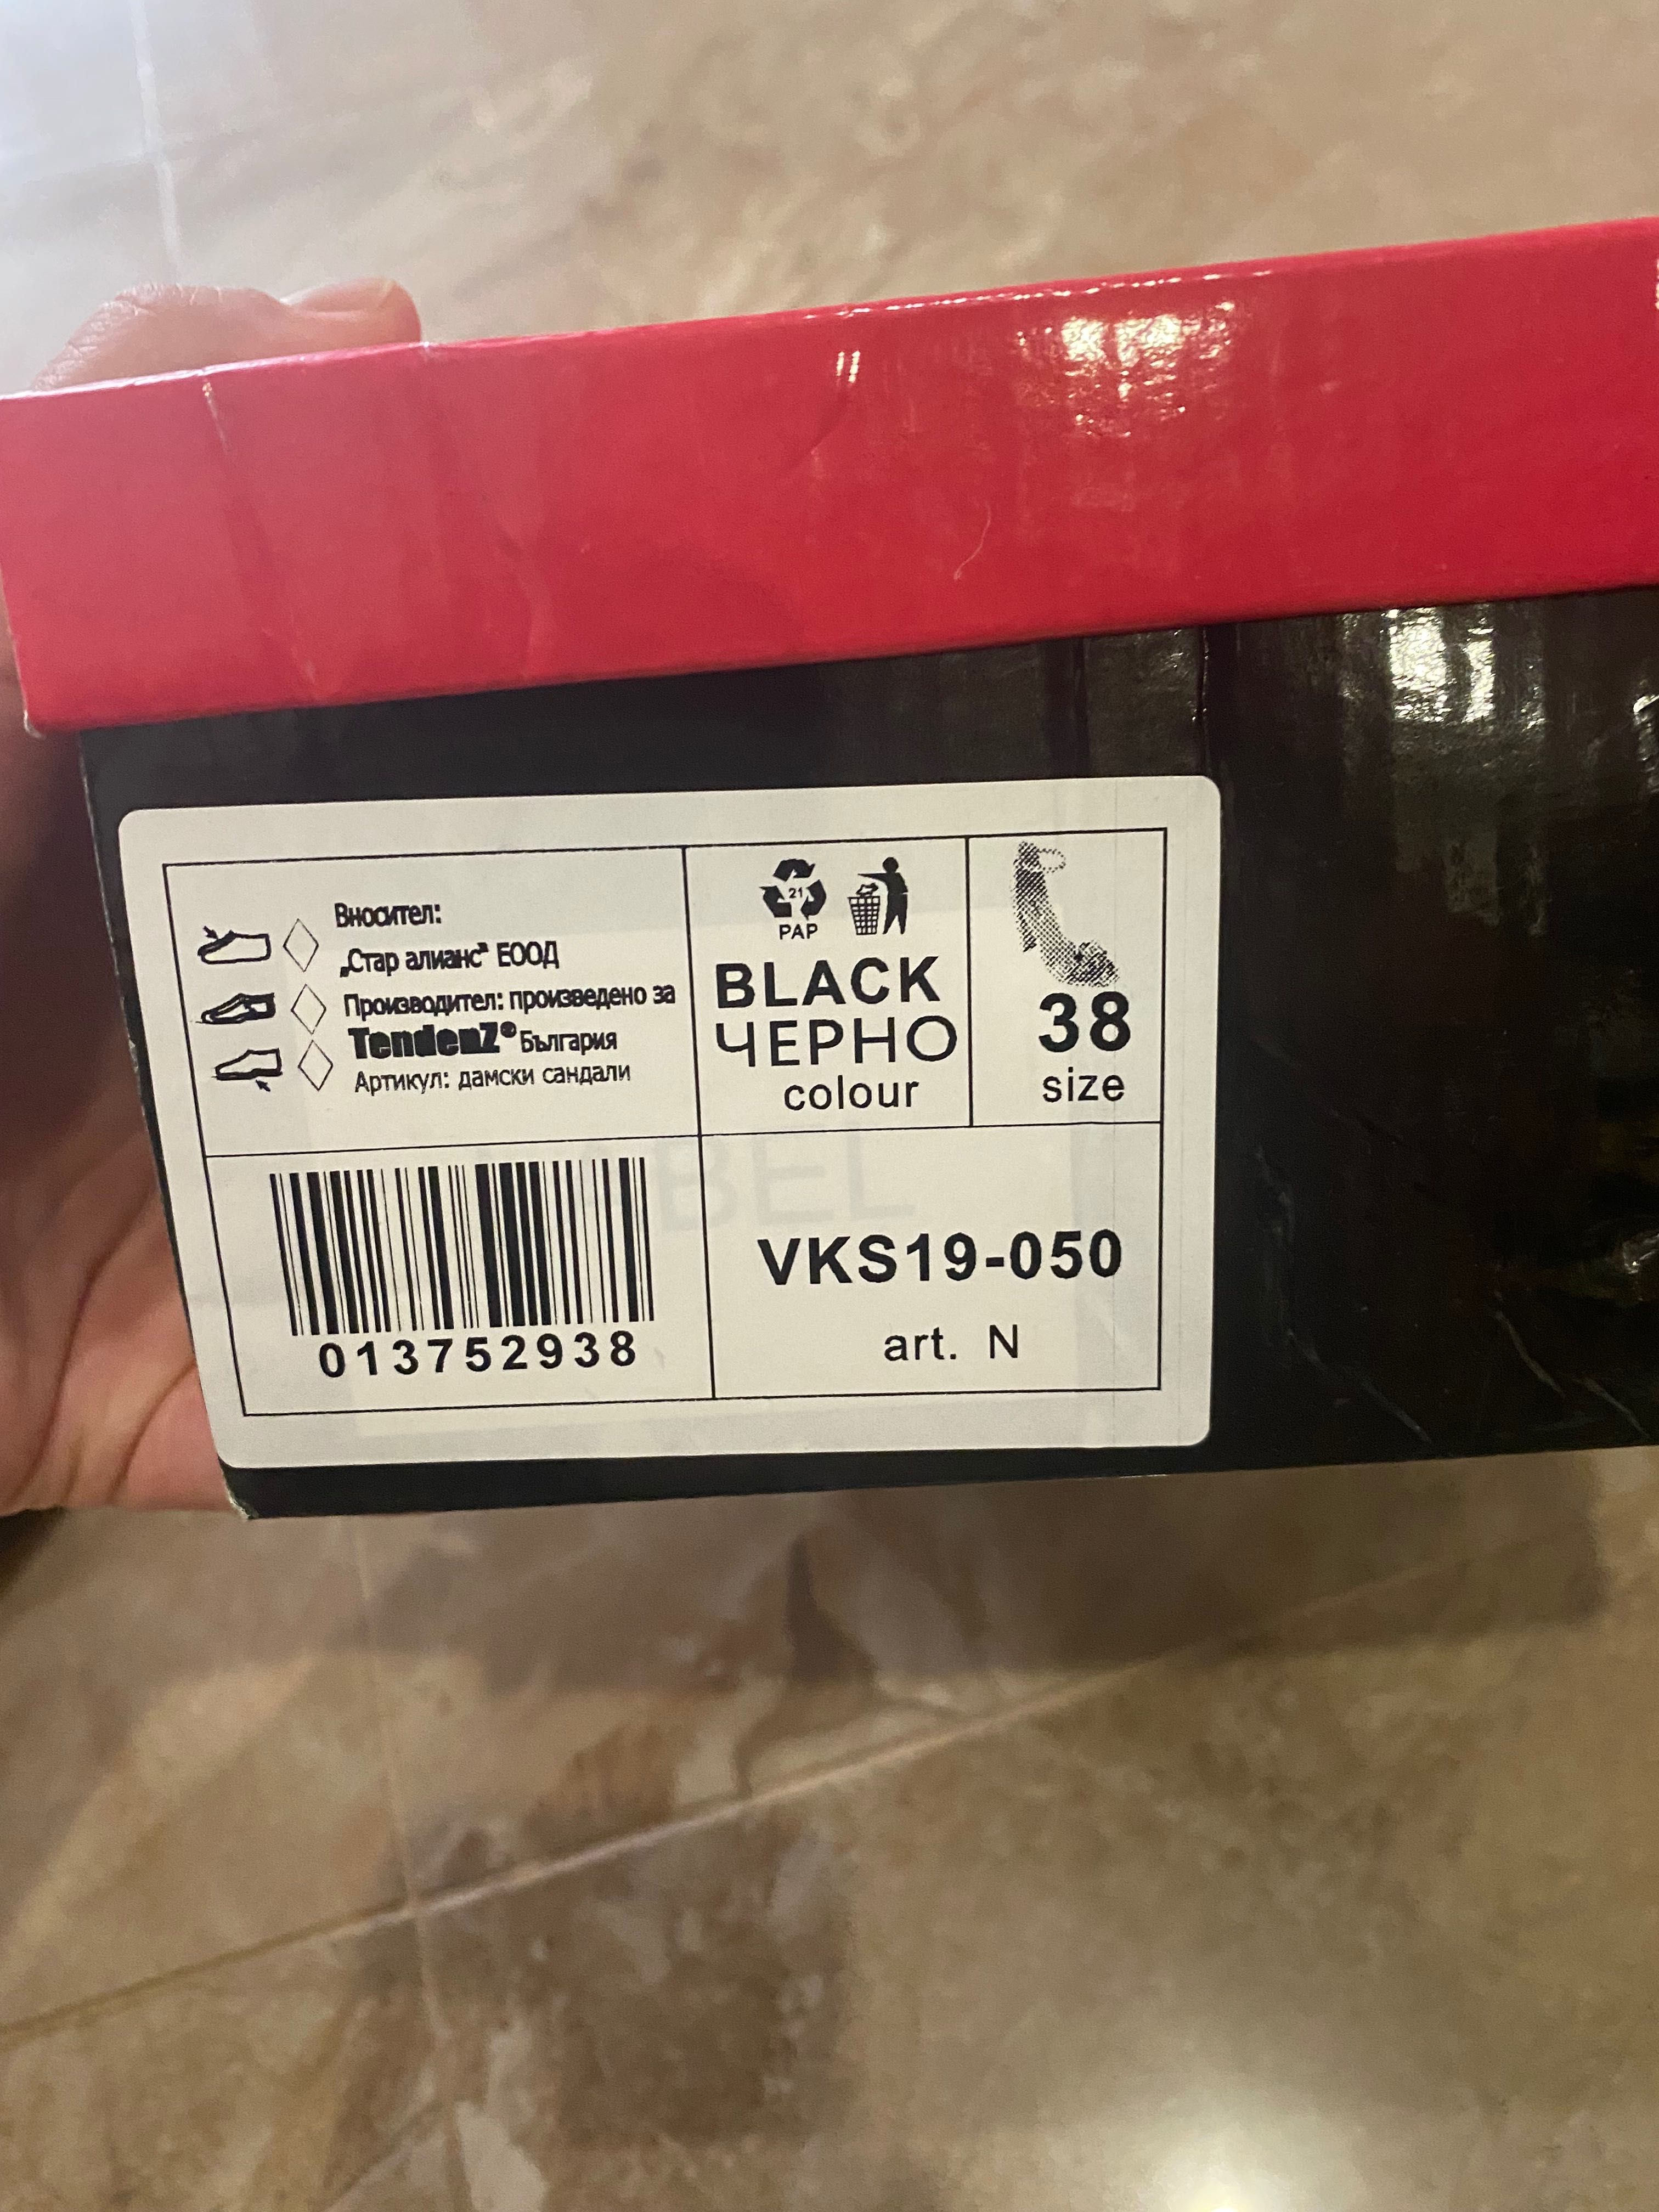 Вносител:
„Стар алианс" ЕООД
Производител: произведено за
TendenZ® България
Артикул: дамски сандали
21
PAP
BLACK
ЧЕРНО
colour
38
size
013752938
VKS19-050
art. N